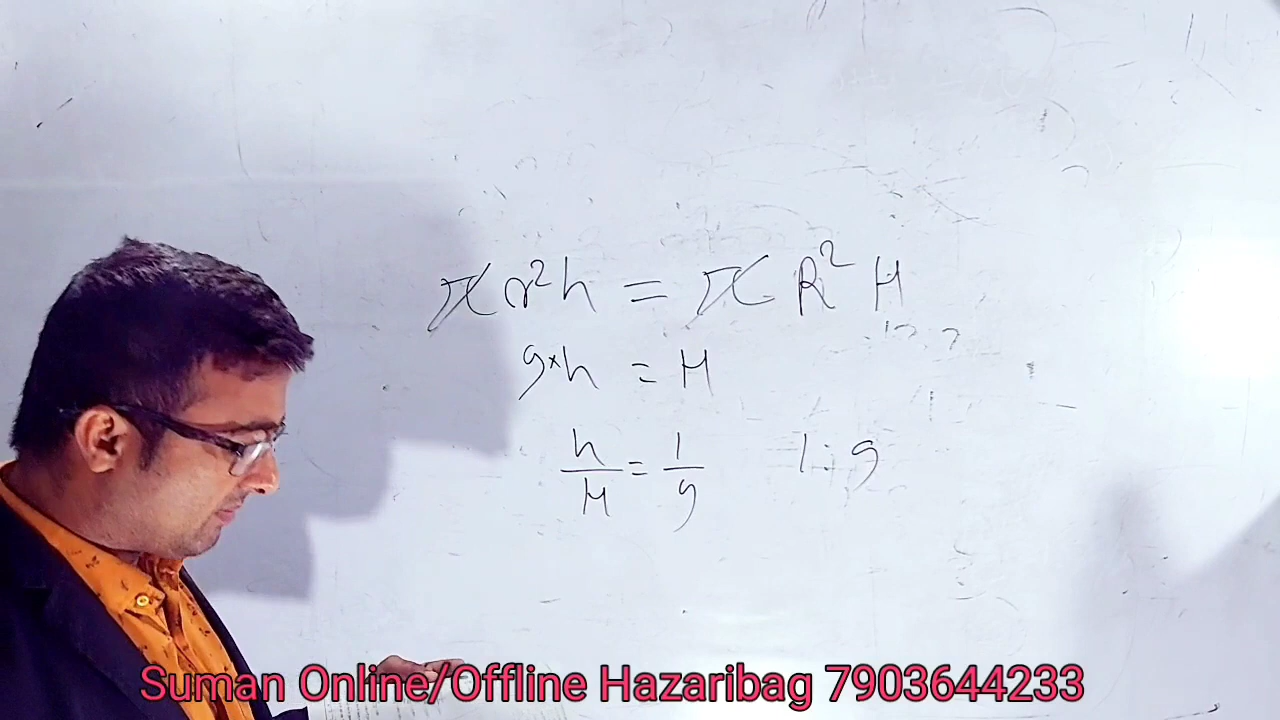 πr²h = πR²H
9×h = H
h/H = 1/9 1:9
Suman Online/Offline Hazaribag 7903644233